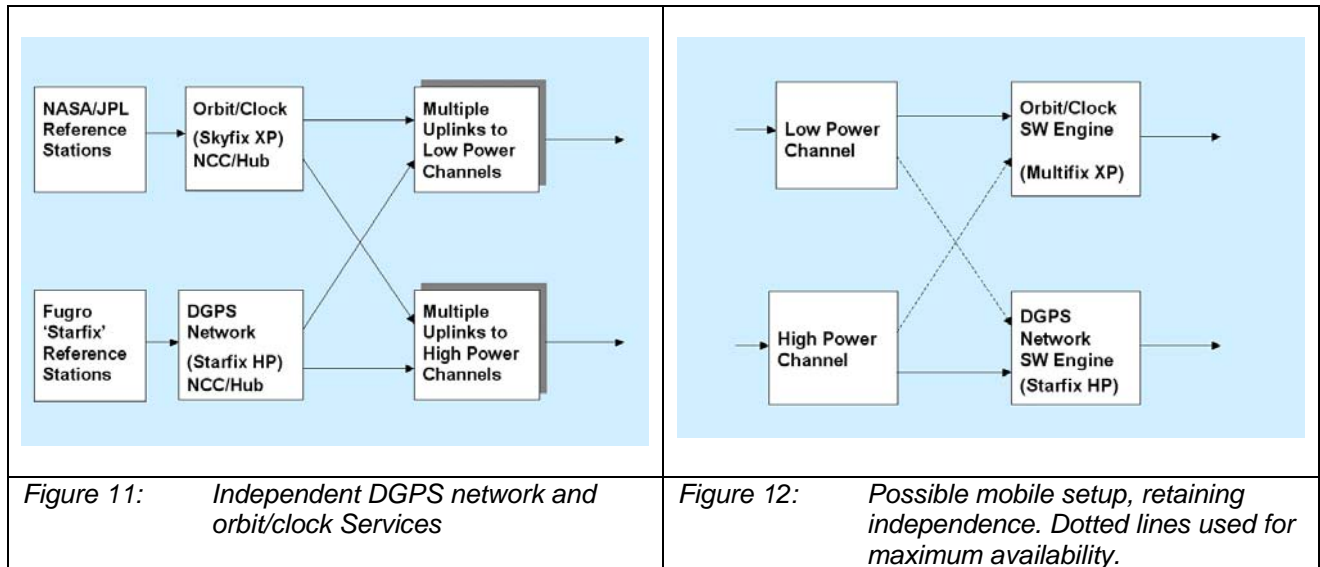 NASA/JPL
Reference
Stations
Orbit/Clock
(Skyfix XP)
NCC/Hub
Multiple
Uplinks to
Low Power
Channels
Fugro
'Starfix'
Reference
Stations
DGPS
Network
(Starfix HP)
NCC/Hub
Multiple
Uplinks to
High Power
Channels
Figure 11: Independent DGPS network and
orbit/clock Services
Low Power
Channel
Orbit/Clock
SW Engine
(Multifix XP)
High Power
Channel
DGPS
Network
SW Engine
(Starfix HP)
Figure 12: Possible mobile setup, retaining
independence. Dotted lines used for
maximum availability.